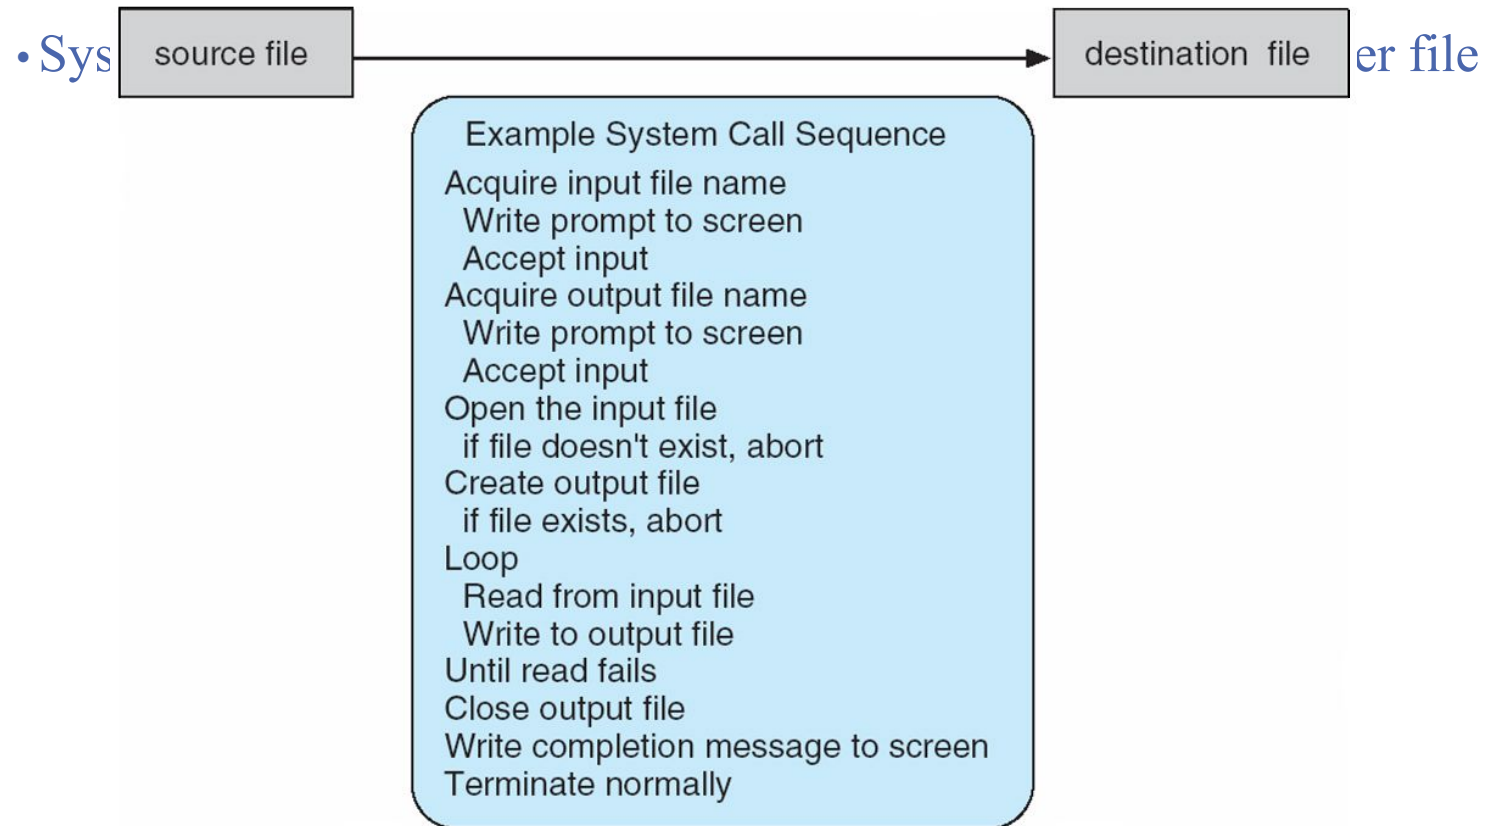 • Sys
source file
destination file
er file
Example System Call Sequence
Acquire input file name
Write prompt to screen
Accept input
Acquire output file name
Write prompt to screen
Accept input
Open the input file
if file doesn't exist, abort
Create output file
if file exists, abort
Loop
Read from input file
Write to output file
Until read fails
Close output file
Write completion message to screen
Terminate normally